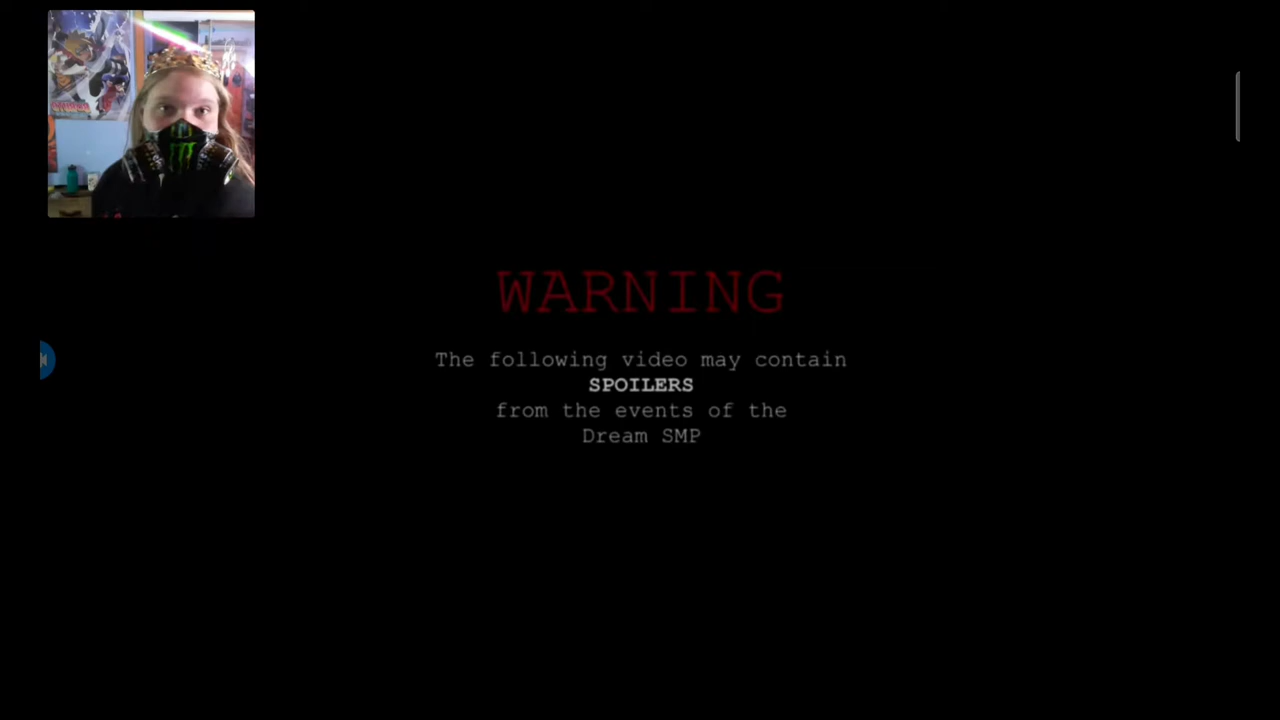 WARNING
The following video may contain
SPOILERS
from the events of the
Dream SMP